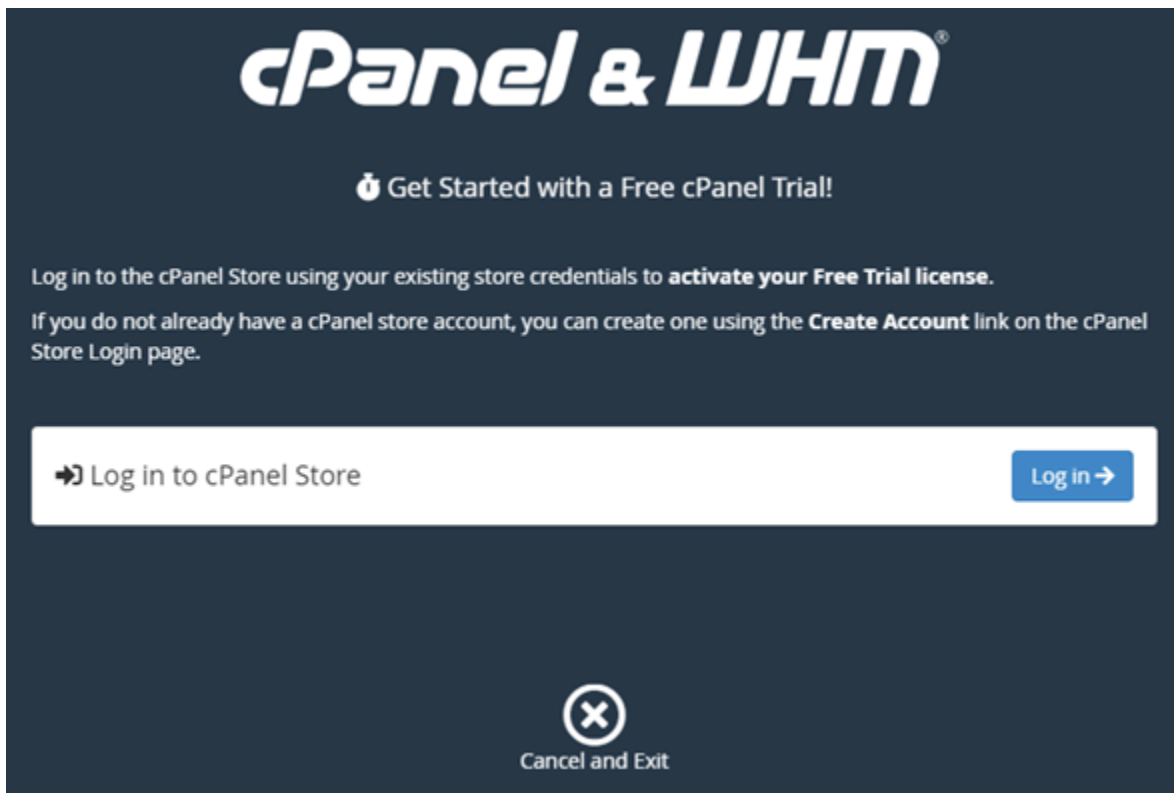 cPanel & WHM®
Get Started with a Free cPanel Trial!
Log in to the cPanel Store using your existing store credentials to activate your Free Trial license.
If you do not already have a cPanel store account, you can create one using the Create Account link on the cPanel
Store Login page.
Log in to cPanel Store
Log in
Cancel and Exit